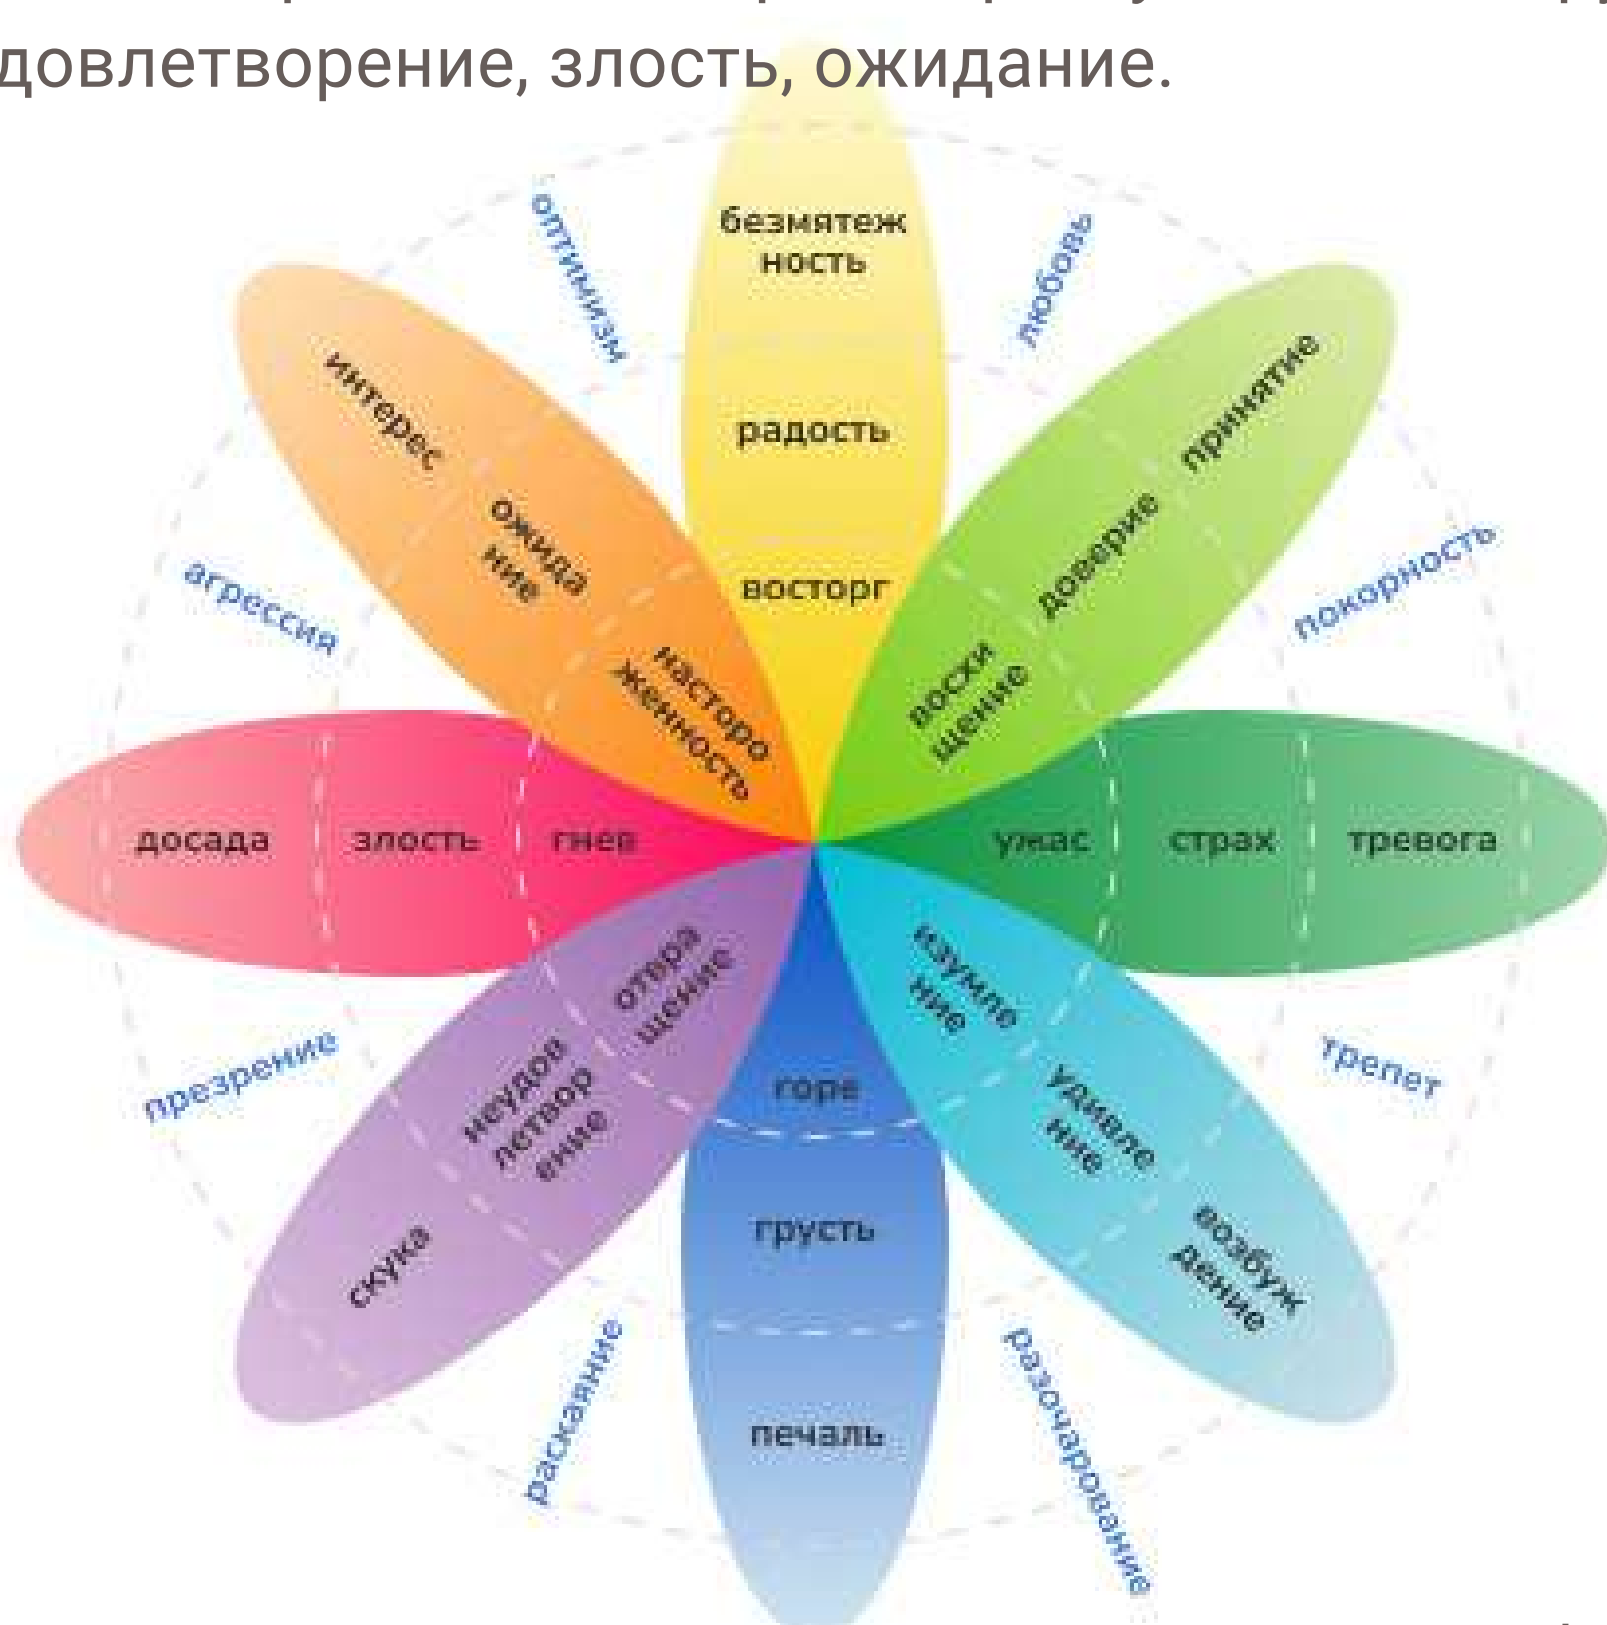 довлетворение, злость, ожидание.
оптимизм
безмятеж
ность
любовь
интерес
радость
принятие
ожида
ние
восторг
доверие
покорность
агрессия
насторо
женность
восхи
щение
досада
злость
гнев
ужас
страх
тревога
отвра
щение
изумле
ние
презрение
неудов
летвор
ение
горе
удивле
ние
трепет
скука
грусть
возбуж
дение
раскаяние
печаль
разочарование